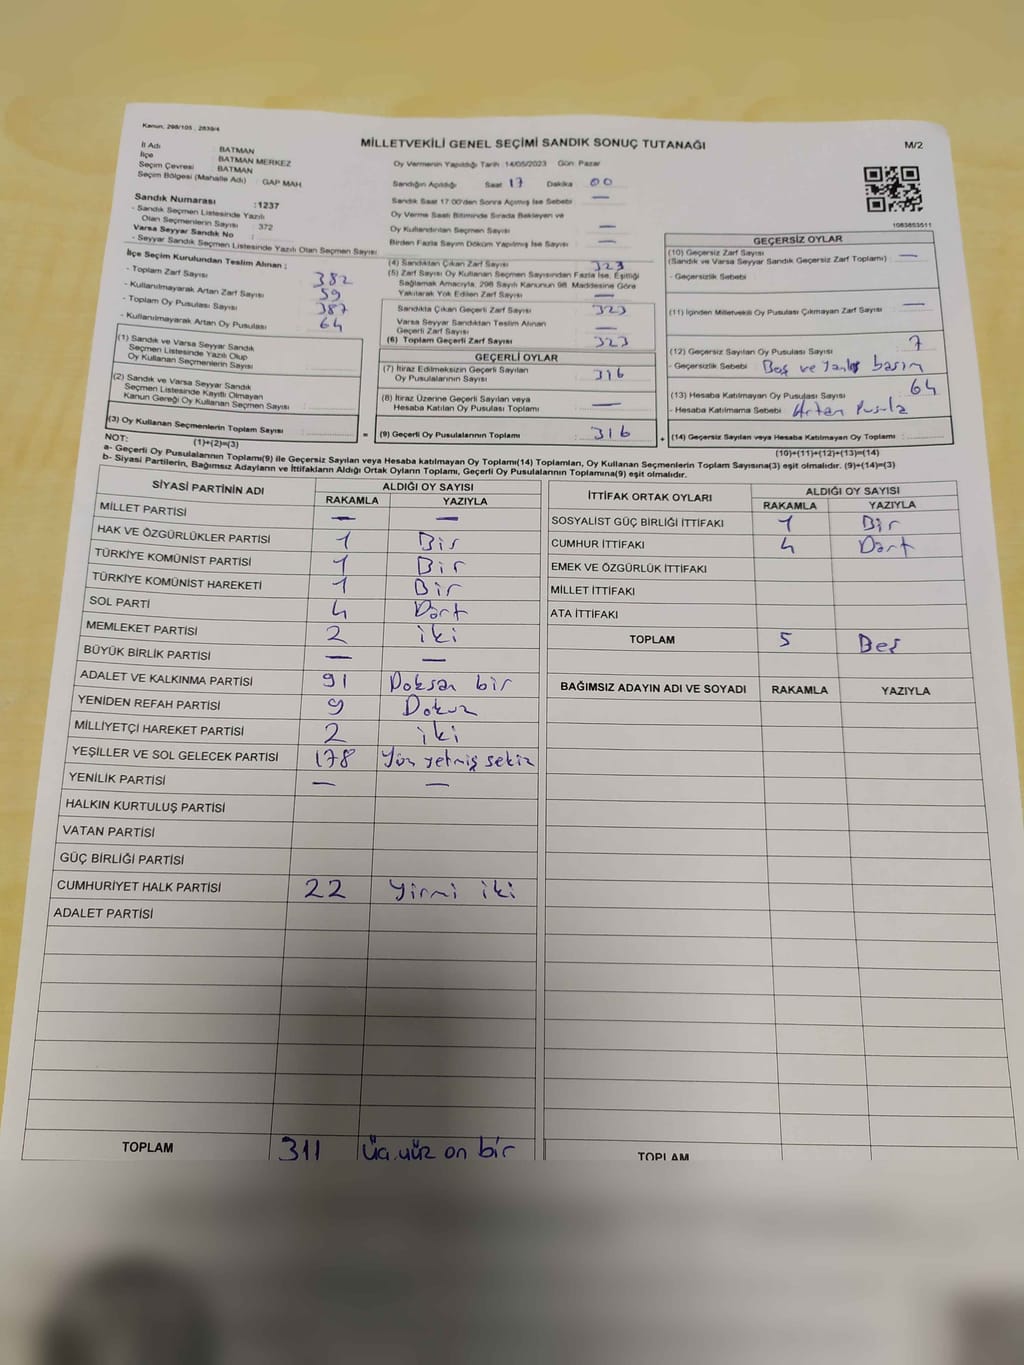 Kanun, 298/105 , 2839/4
MİLLETVEKİLİ GENEL SEÇİMİ SANDIK SONUÇ TUTANAĞI
M/2
İl Adı : BATMAN
İlçe : BATMAN MERKEZ
Seçim Çevresi : BATMAN
Seçim Bölgesi (Mahalle Adı) : GAP MAH
Oy Vermenin Yapıldığı Tarih 14/05/2023 Gün Pazar
Sandığın Açıldığı Saat 17 Dakika 00
Sandık Numarası :1237
- Sandık Seçmen Listesinde Yazılı
Olan Seçmenlerin Sayısı : 372
Varsa Seyyar Sandık No :
- Seyyar Sandık Seçmen Listesinde Yazılı Olan Seçmen Sayısı
Sandık Saat 17:00'den Sonra Açılmış İse Sebebi —
Oy Verme Saati Bitiminde Sırada Bekleyen ve
Oy Kullandırılan Seçmen Sayısı —
Birden Fazla Sayım Döküm Yapılmış İse Sayısı —
1083853511
İlçe Seçim Kurulundan Teslim Alınan ;
- Toplam Zarf Sayısı 382
- Kullanılmayarak Artan Zarf Sayısı 59
- Toplam Oy Pusulası Sayısı 387
- Kullanılmayarak Artan Oy Pusulası 64
(1) Sandık ve Varsa Seyyar Sandık
Seçmen Listesinde Yazılı Olup
Oy Kullanan Seçmenlerin Sayısı :
(2) Sandık ve Varsa Seyyar Sandık
Seçmen Listesinde Kayıtlı Olmayan
Kanun Gereği Oy Kullanan Seçmen Sayısı :
(3) Oy Kullanan Seçmenlerin Toplam Sayısı :
(1)+(2)=(3)
(4) Sandıktan Çıkan Zarf Sayısı 323
(5) Zarf Sayısı Oy Kullanan Seçmen Sayısından Fazla İse, Eşitliği
Sağlamak Amacıyla, 298 Sayılı Kanunun 98. Maddesine Göre
Yakılarak Yok Edilen Zarf Sayısı —
Sandıkta Çıkan Geçerli Zarf Sayısı 323
Varsa Seyyar Sandıktan Teslim Alınan
Geçerli Zarf Sayısı —
(6) Toplam Geçerli Zarf Sayısı 323
GEÇERLİ OYLAR
(7) İtiraz Edilmeksizin Geçerli Sayılan
Oy Pusulalarının Sayısı 316
(8) İtiraz Üzerine Geçerli Sayılan veya
Hesaba Katılan Oy Pusulası Toplamı —
= (9) Geçerli Oy Pusulalarının Toplamı 316 +
GEÇERSİZ OYLAR
(10) Geçersiz Zarf Sayısı
(Sandık ve Varsa Seyyar Sandık Geçersiz Zarf Toplamı) : —
- Geçersizlik Sebebi
(11) İçinden Milletvekili Oy Pusulası Çıkmayan Zarf Sayısı —
(12) Geçersiz Sayılan Oy Pusulası Sayısı 7
- Geçersizlik Sebebi Boş ve Yanlış basım
(13) Hesaba Katılmayan Oy Pusulası Sayısı 64
- Hesaba Katılmama Sebebi Artan Pusula
(14) Geçersiz Sayılan veya Hesaba Katılmayan Oy Toplamı :
(10)+(11)+(12)+(13)=(14)
NOT:
a- Geçerli Oy Pusulalarının Toplamı(9) ile Geçersiz Sayılan veya Hesaba katılmayan Oy Toplamı(14) Toplamları, Oy Kullanan Seçmenlerin Toplam Sayısına(3) eşit olmalıdır. (9)+(14)=(3)
b- Siyasi Partilerin, Bağımsız Adayların ve İttifakların Aldığı Ortak Oyların Toplamı, Geçerli Oy Pusulalarının Toplamına(9) eşit olmalıdır.
SİYASİ PARTİNİN ADI ALDIĞI OY SAYISI
RAKAMLA YAZIYLA
MİLLET PARTİSİ — —
HAK VE ÖZGÜRLÜKLER PARTİSİ 1 Bir
TÜRKİYE KOMÜNİST PARTİSİ 1 Bir
TÜRKİYE KOMÜNİST HAREKETİ 1 Bir
SOL PARTİ 4 Dört
MEMLEKET PARTİSİ 2 iki
BÜYÜK BİRLİK PARTİSİ — —
ADALET VE KALKINMA PARTİSİ 91 Doksan bir
YENİDEN REFAH PARTİSİ 9 Dokuz
MİLLİYETÇİ HAREKET PARTİSİ 2 iki
YEŞİLLER VE SOL GELECEK PARTİSİ 178 Yüz yetmiş sekiz
YENİLİK PARTİSİ — —
HALKIN KURTULUŞ PARTİSİ
VATAN PARTİSİ
GÜÇ BİRLİĞİ PARTİSİ
CUMHURİYET HALK PARTİSİ 22 Yirmi iki
ADALET PARTİSİ
TOPLAM 311 Üç yüz on bir
İTTİFAK ORTAK OYLARI ALDIĞI OY SAYISI
RAKAMLA YAZIYLA
SOSYALİST GÜÇ BİRLİĞİ İTTİFAKI 1 Bir
CUMHUR İTTİFAKI 4 Dört
EMEK VE ÖZGÜRLÜK İTTİFAKI
MİLLET İTTİFAKI
ATA İTTİFAKI
TOPLAM 5 Beş
BAĞIMSIZ ADAYIN ADI VE SOYADI RAKAMLA YAZIYLA
TOPLAM